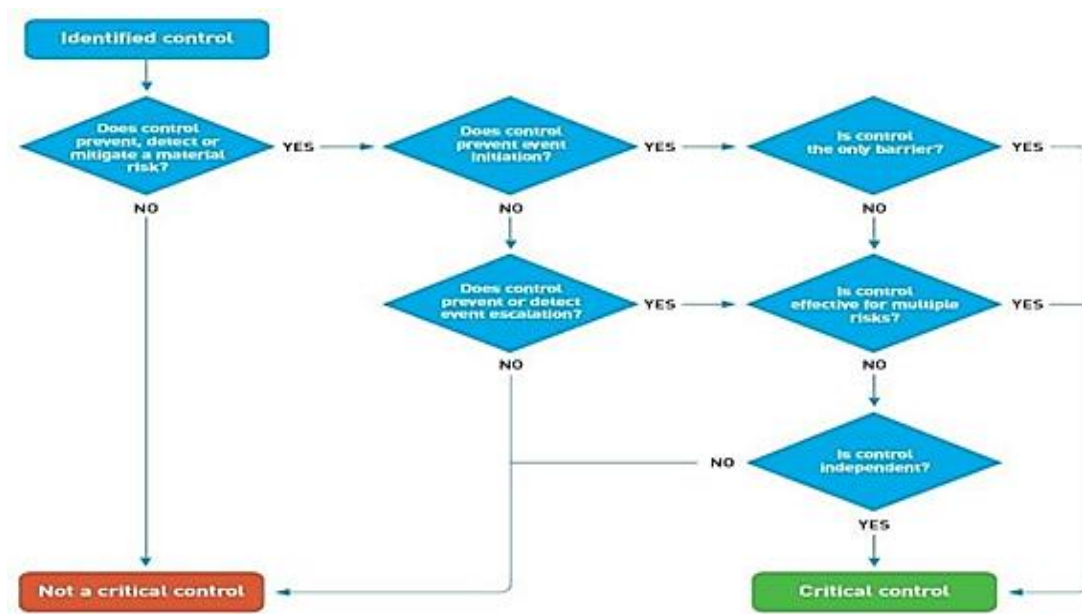 Identified control
Does control
prevent, detect or
mitigate a material
risk?
YES
Does control
prevent event
initiation?
YES
Is control
the only barrier?
YES
NO
NO
NO
Does control
prevent or detect
event escalation?
YES
Is control
effective for multiple
risks?
YES
NO
NO
NO
Is control
independent?
YES
Not a critical control
Critical control